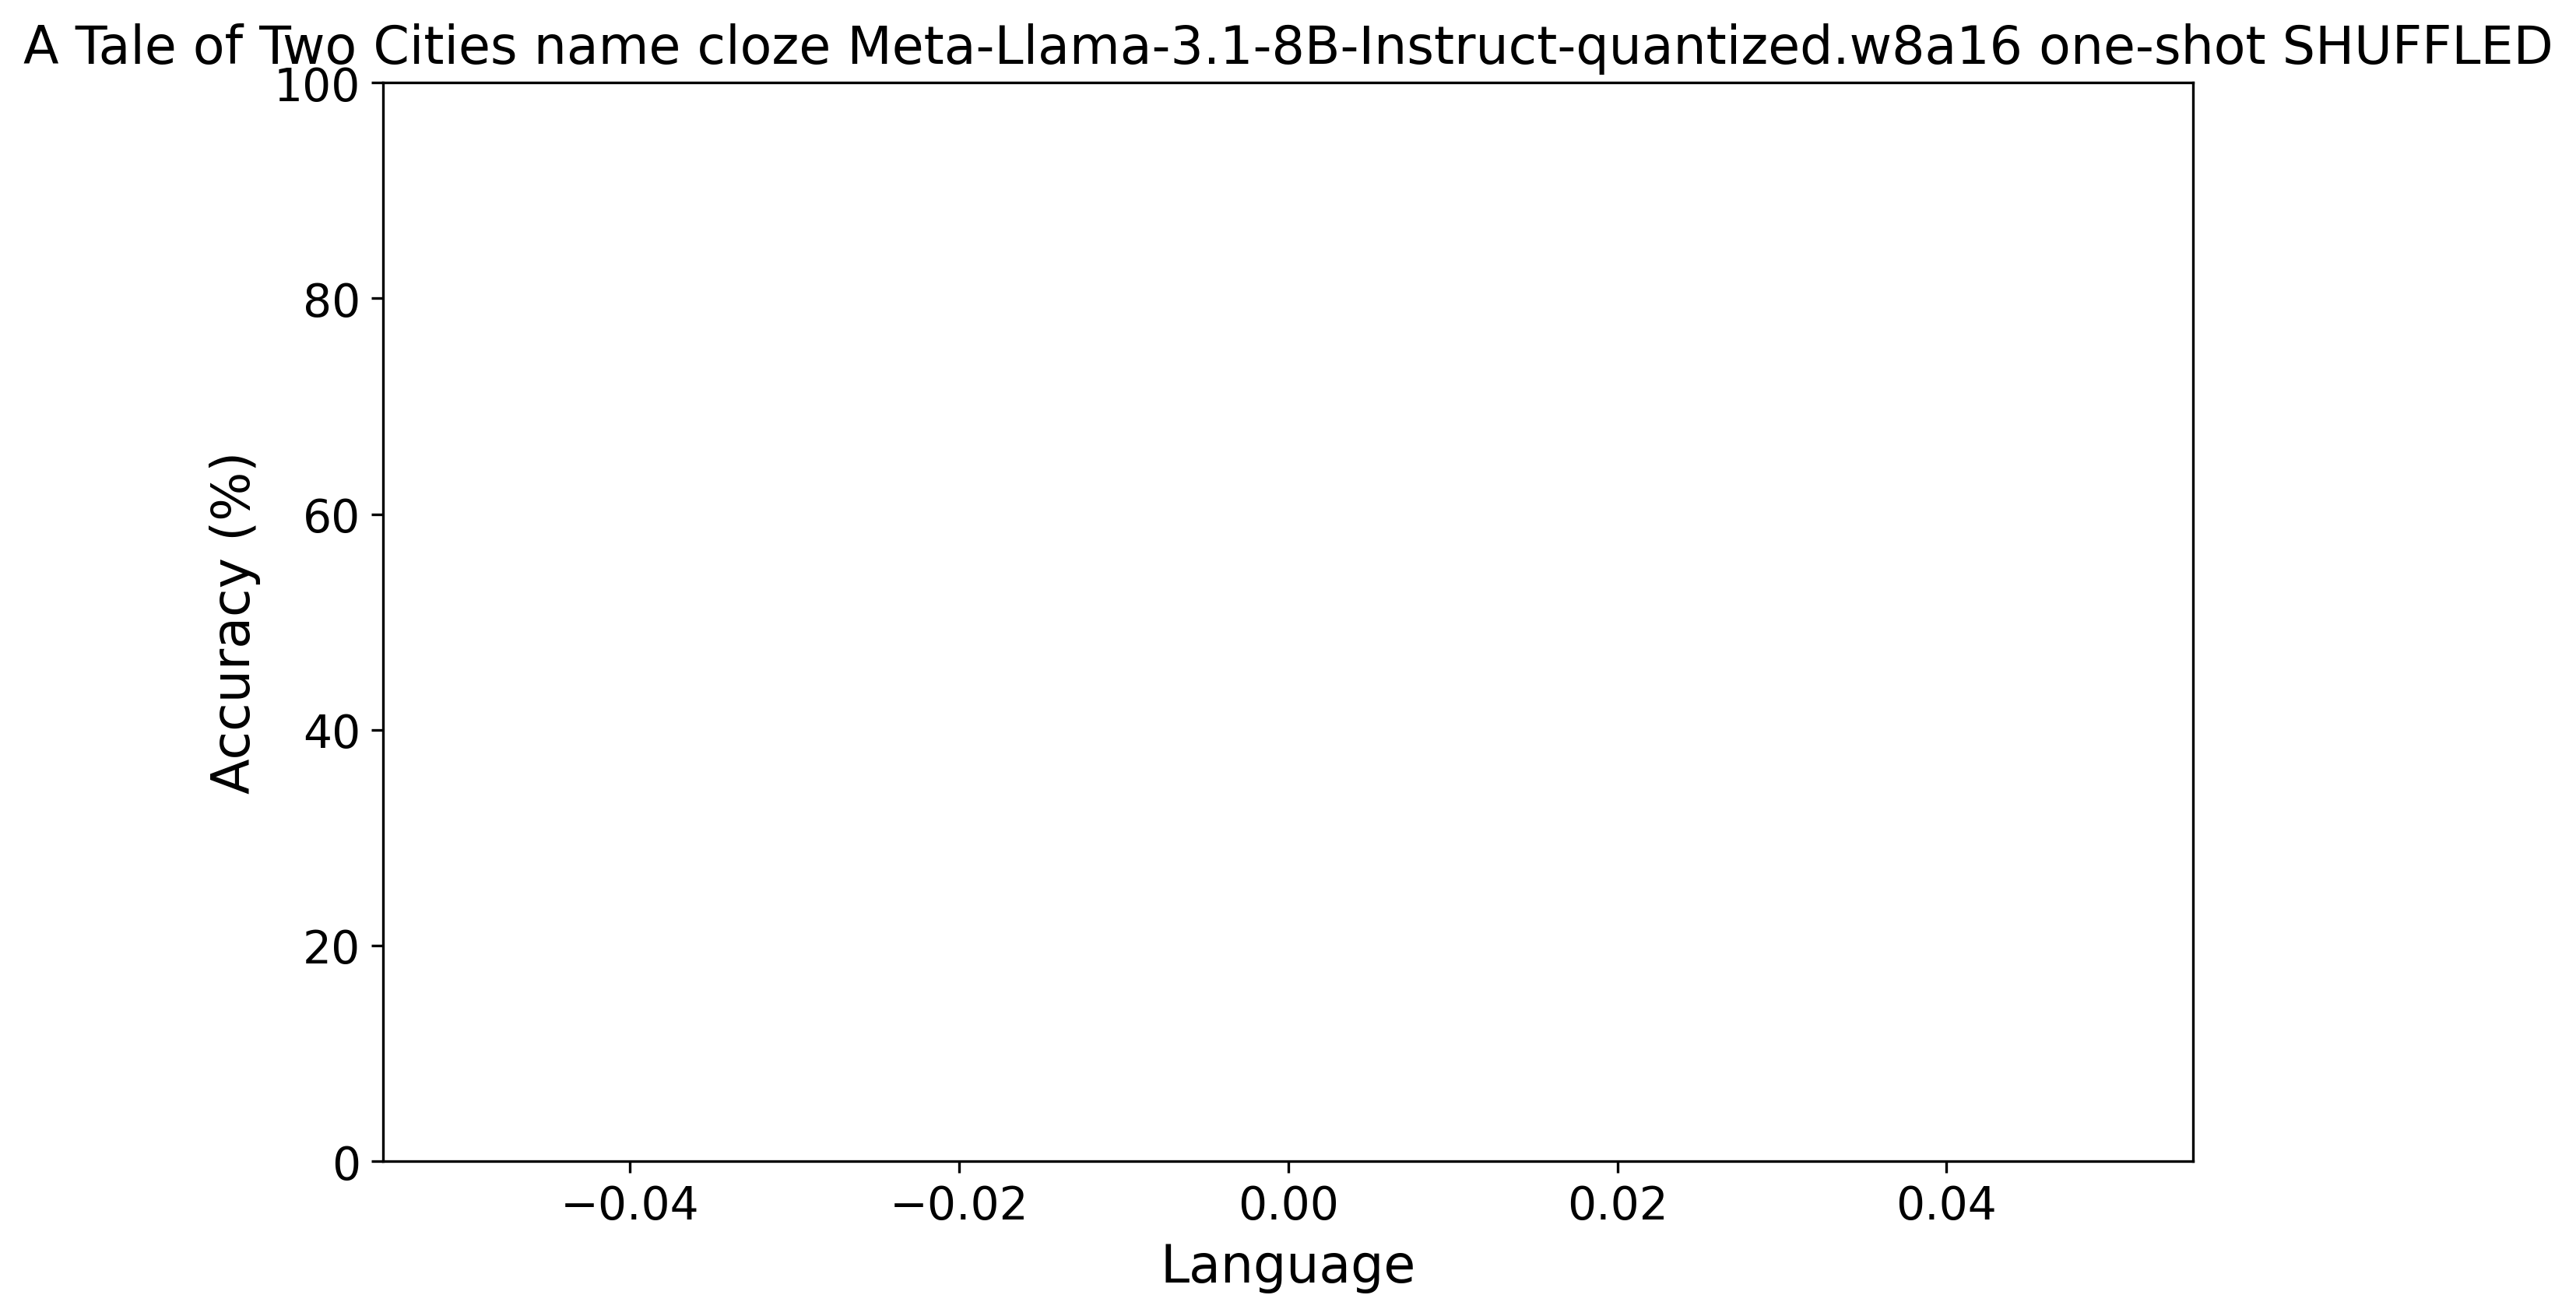 A Tale of Two Cities name cloze Meta-Llama-3.1-8B-Instruct-quantized.w8a16 one-shot SHUFFLED
100
80
60
40
20
0
Accuracy (%)
−0.04 −0.02 0.00 0.02 0.04
Language